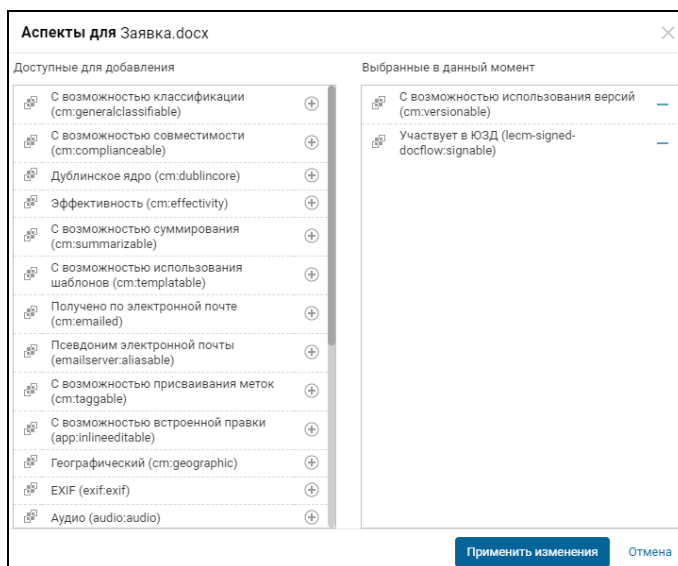 Аспекты для Заявка.docx
Доступные для добавления
С возможностью классификации
(cm:generalclassifiable)
С возможностью совместимости
(cm:complianceable)
Дублинское ядро (cm:dublincore)
Эффективность (cm:effectivity)
С возможностью суммирования
(cm:summarizable)
С возможностью использования
шаблонов (cm:templatable)
Получено по электронной почте
(cm:emailed)
Псевдоним электронной почты
(emailserver:aliasable)
С возможностью присваивания меток
(cm:taggable)
С возможностью встроенной правки
(app:inlineeditable)
Географический (cm:geographic)
EXIF (exif:exif)
Аудио (audio:audio)
Выбранные в данный момент
С возможностью использования версий
(cm:versionable)
Участвует в ЮЗД (lecm-signed-
docflow:signable)
Применить изменения
Отмена